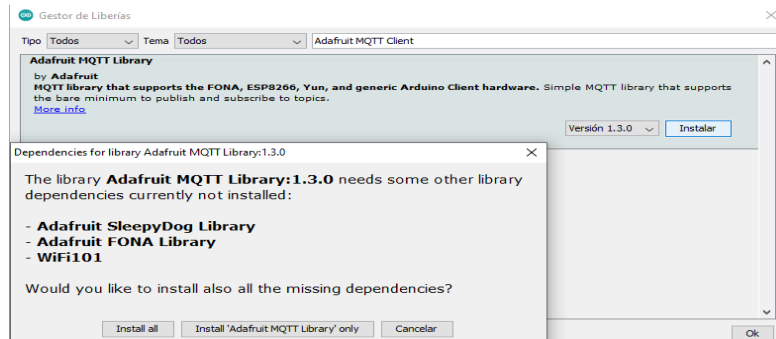 Gestor de Liberías
Tipo Todos Tema Todos Adafruit MQTT Client
Adafruit MQTT Library
by Adafruit
MQTT library that supports the FONA, ESP8266, Yun, and generic Arduino Client hardware. Simple MQTT library that supports
the bare minimum to publish and subscribe to topics.
More info
Versión 1.3.0 Instalar
Dependencies for library Adafruit MQTT Library:1.3.0
The library Adafruit MQTT Library:1.3.0 needs some other library
dependencies currently not installed:
- Adafruit SleepyDog Library
- Adafruit FONA Library
- WiFi101
Would you like to install also all the missing dependencies?
Install all Install 'Adafruit MQTT Library' only Cancelar
Ok